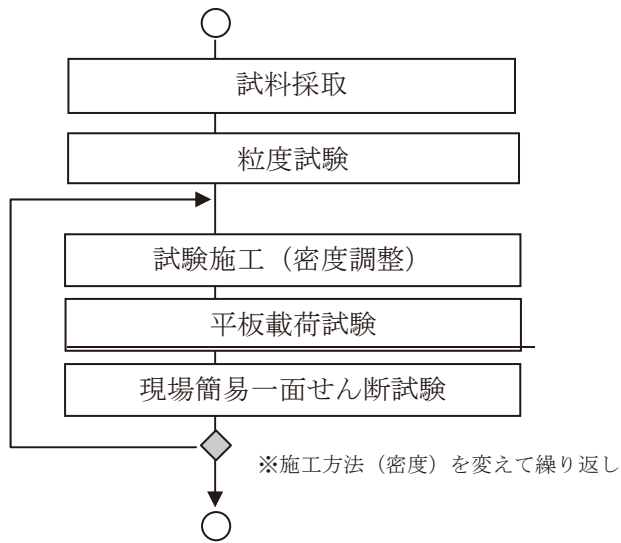 試料採取
粒度試験
試験施工（密度調整）
平板載荷試験
現場簡易一面せん断試験
※施工方法（密度）を変えて繰り返し